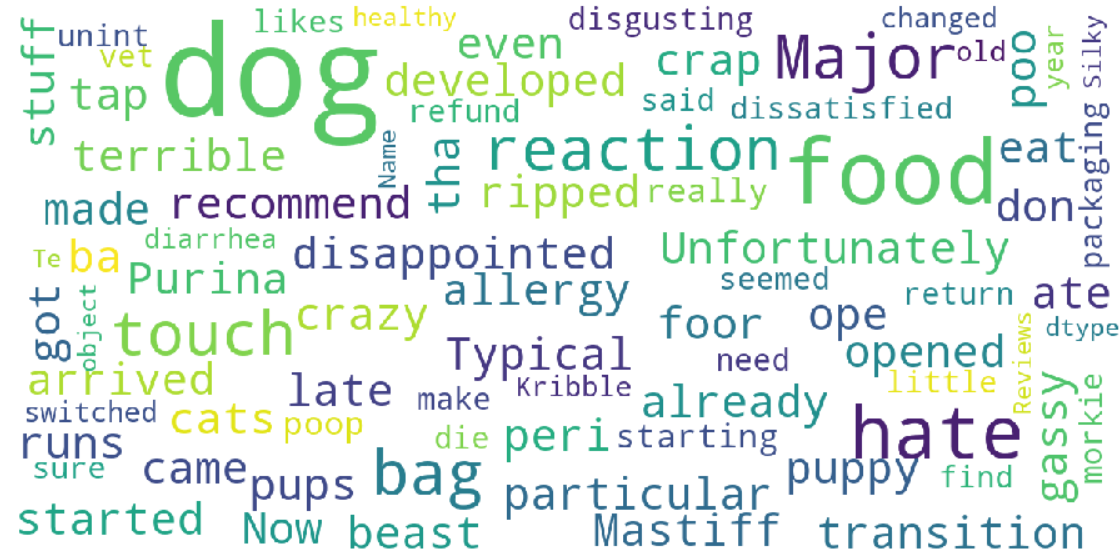 stuff
unint
vet
tap
dog
likes
healthy
even
developed
refund
disgusting
crap
said
Major
changed
old
dissatisfied
poo
year
Silky
terrible
Name
tha
reaction
food
eat
packaging
made
recommend
ripped
really
don
Te
ba
diarrhea
Purina
disappointed
allergy
Unfortunately
seemed
return
ate
got
object
touch
crazy
foor
ope
dtype
arrived
late
Typical
need
opened
Reviews
Kribble
make
already
little
switched
cats
poop
die
peri
starting
hate
gassy
morkie
runs
sure
came
pups
bag
particular
puppy
find
started
Now
beast
Mastiff
transition